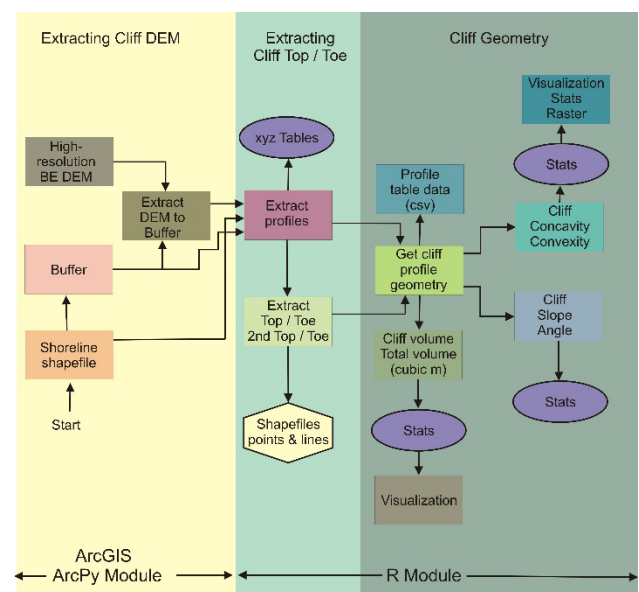 Extracting Cliff DEM
Extracting
Cliff Top / Toe
Cliff Geometry
High-
resolution
BE DEM
Extract
DEM to
Buffer
Buffer
Shoreline
shapefile
Start
xyz Tables
Extract
profiles
Extract
Top / Toe
2nd Top / Toe
Shapefiles
points & lines
Profile
table data
(csv)
Get cliff
profile
geometry
Cliff volume
Total volume
(cubic m)
Stats
Visualization
Visualization
Stats
Raster
Stats
Cliff
Concavity
Convexity
Cliff
Slope
Angle
Stats
ArcGIS
ArcPy Module
R Module